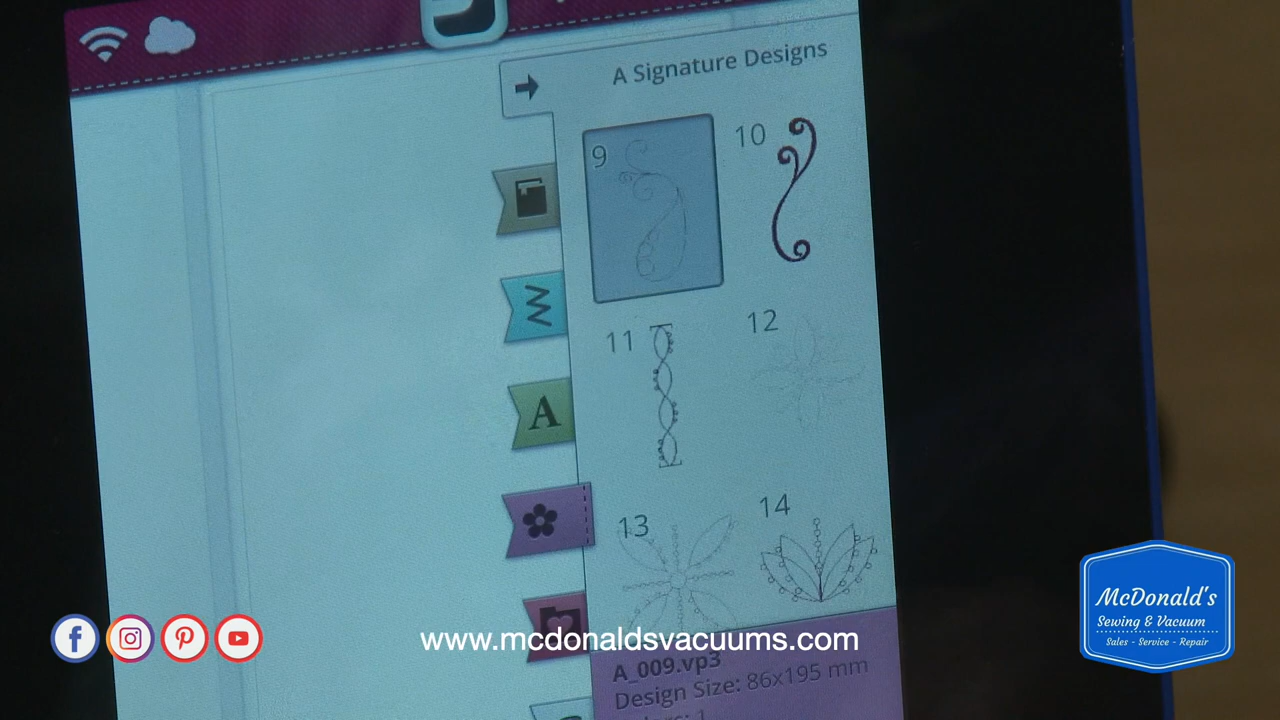 A Signature Designs
9
10
11
12
A
13
14
A_009.vp3
Design Size: 86x195 mm
www.mcdonaldsvacuums.com
McDonald's
Sewing & Vacuum
Sales - Service - Repair